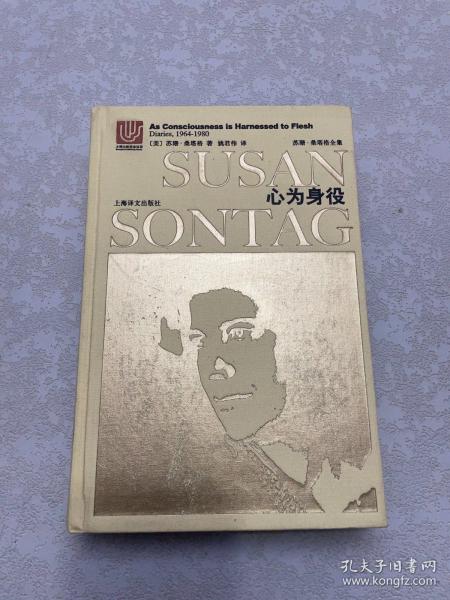 As Consciousness is Harnessed to Flesh
Diaries, 1964-1980
［美］苏珊·桑塔格 著 姚君伟 译
苏珊·桑塔格全集
SUSAN
心为身役
上海译文出版社
SONTAG
孔夫子旧书网
www.kongfz.com